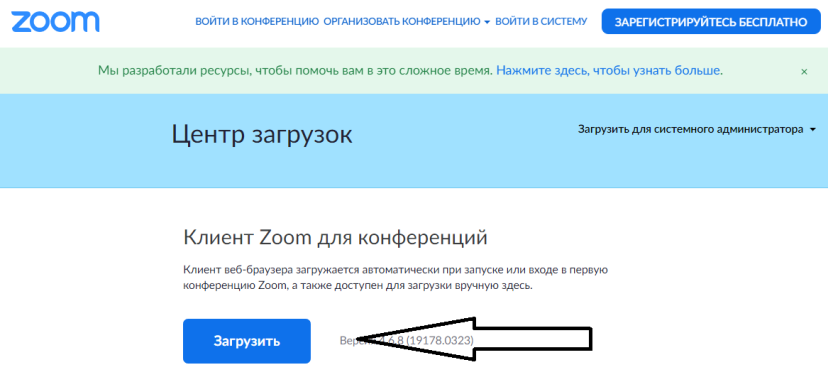 zoom
ВОЙТИ В КОНФЕРЕНЦИЮ ОРГАНИЗОВАТЬ КОНФЕРЕНЦИЮ ВОЙТИ В СИСТЕМУ ЗАРЕГИСТРИРУЙТЕСЬ БЕСПЛАТНО
Мы разработали ресурсы, чтобы помочь вам в это сложное время. Нажмите здесь, чтобы узнать больше. ×
Центр загрузок
Загрузить для системного администратора
Клиент Zoom для конференций
Клиент веб-браузера загружается автоматически при запуске или входе в первую
конференцию Zoom, а также доступен для загрузки вручную здесь.
Загрузить
4.6.8 (19178.0323)